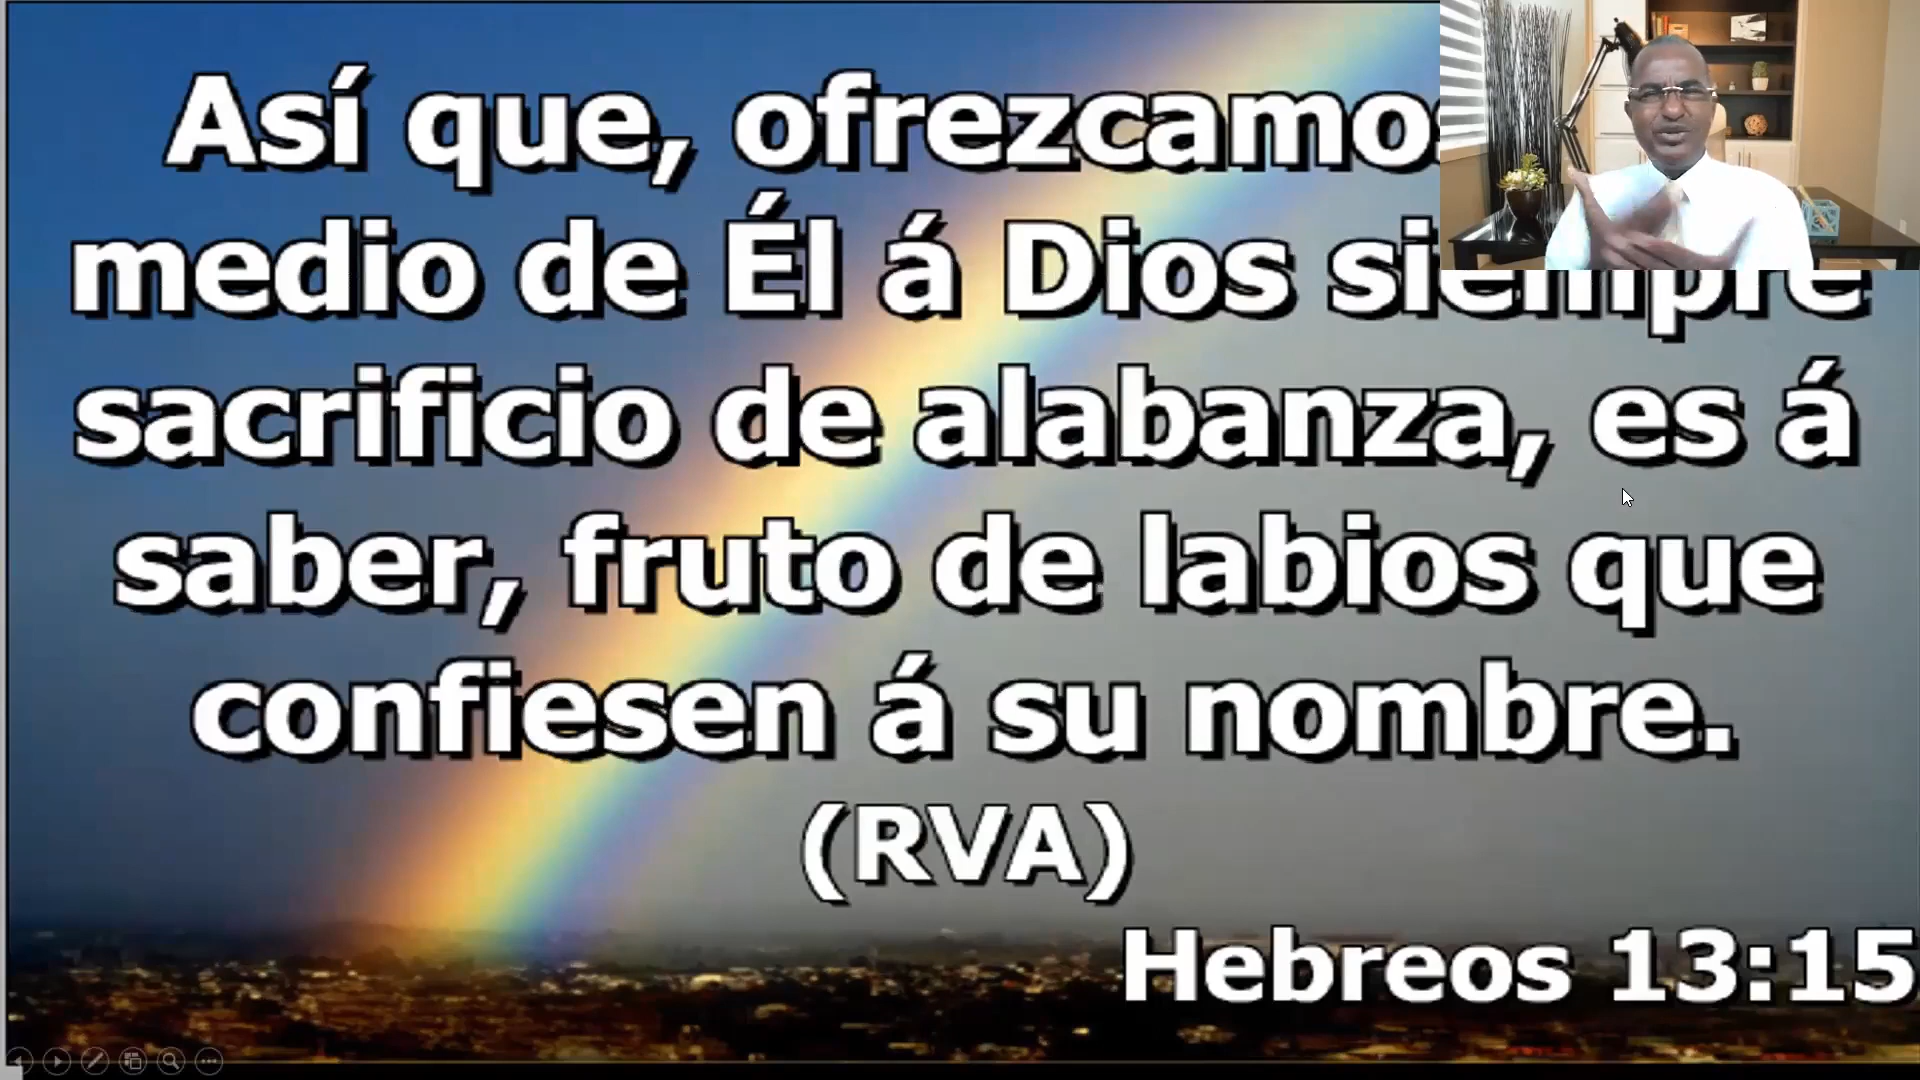 Así que, ofrezcamos
medio de Él á Dios siempre
sacrificio de alabanza, es á
saber, fruto de labios que
confiesen á su nombre.
(RVA)
Hebreos 13:15